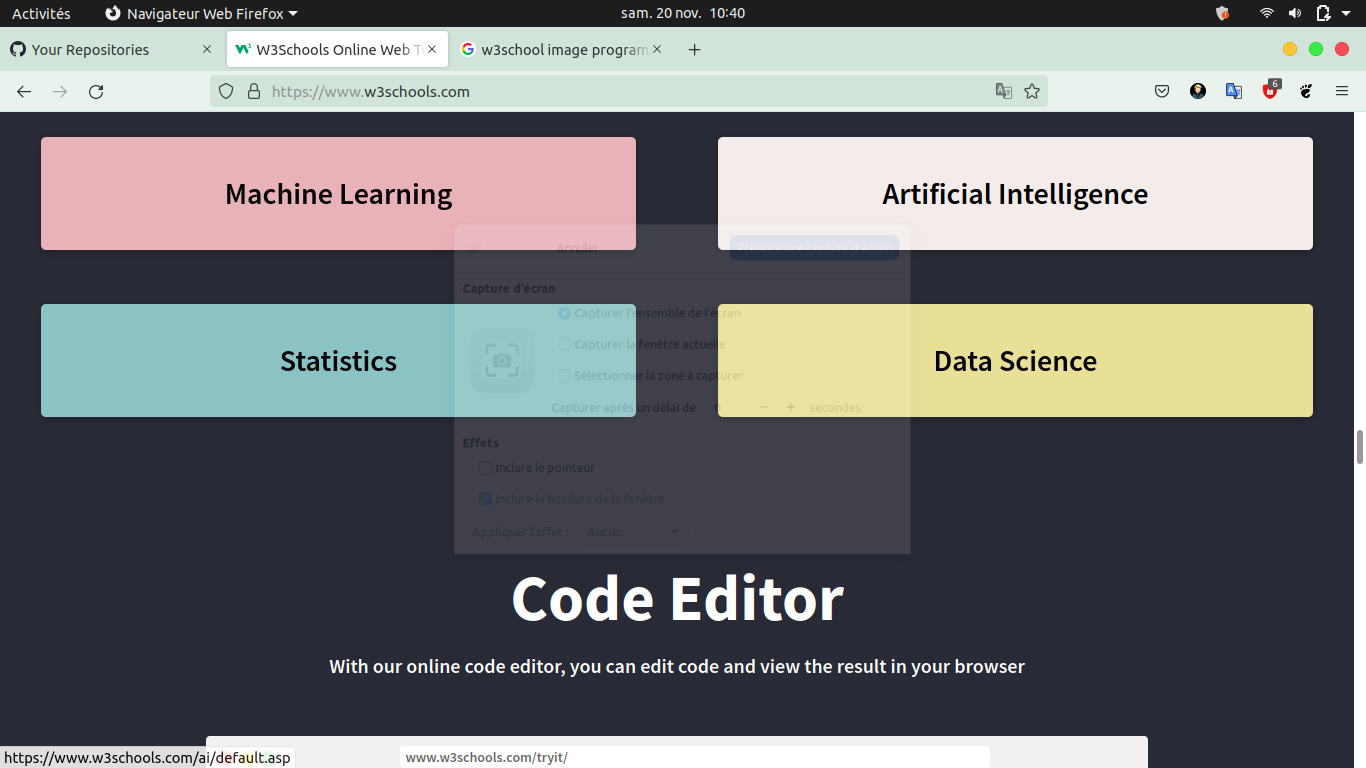 Activités Navigateur Web Firefox sam. 20 nov. 10:40
Your Repositories W3Schools Online Web T w3school image program
https://www.w3schools.com 6
Machine Learning
Artificial Intelligence
Annuler Prendre une capture d'écran
Capture d'écran
Capturer l'ensemble de l'écran
Capturer la fenêtre actuelle
Sélectionner la zone à capturer
Capturer après un délai de 0 − + secondes
Statistics
Data Science
Effets
Inclure le pointeur
Inclure la bordure de la fenêtre
Appliquer l'effet : Aucun
Code Editor
With our online code editor, you can edit code and view the result in your browser
https://www.w3schools.com/ai/default.asp
www.w3schools.com/tryit/